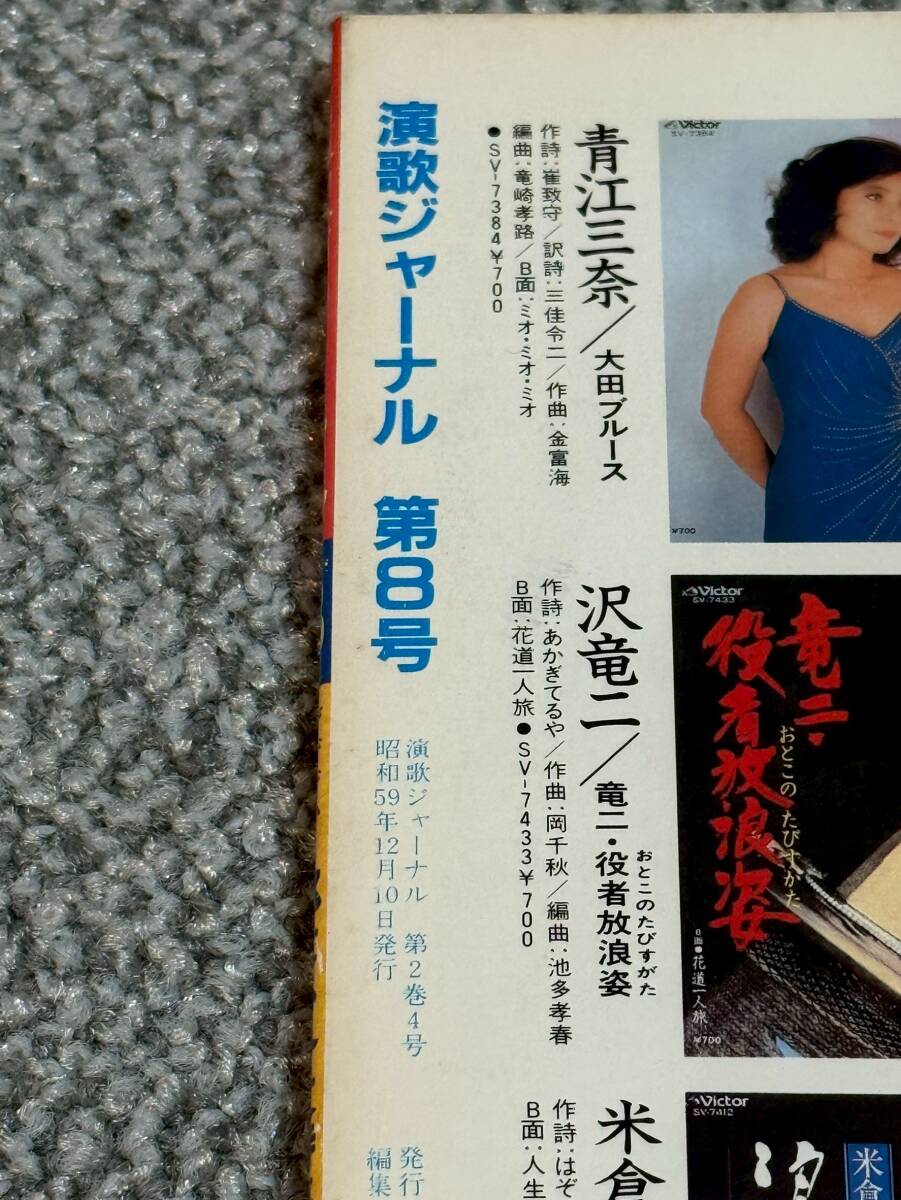 演歌ジャーナル 第8号
演歌ジャーナル 第2巻4号
昭和59年12月10日発行
発行
編集
青江三奈／大田ブルース
作詩：崔致守／訳詩：三佳令二／作曲：金富海
編曲：竜崎孝路／B面：ミオ・ミオ・ミオ
●SV-7384¥700
Victor
SV-7384
¥700
沢竜二／竜二・役者放浪姿
おとこのたびすがた
作詩：あかぎてるや／作曲：岡千秋／編曲：池多孝春
B面：花道一人旅●SV-7433¥700
Victor
SV-7433
竜二・
役者放浪姿
おとこのたびすがた
B面●花道一人旅
¥700
米倉
作詩：はぞ
B面：人生
Victor
SV-7412
米倉